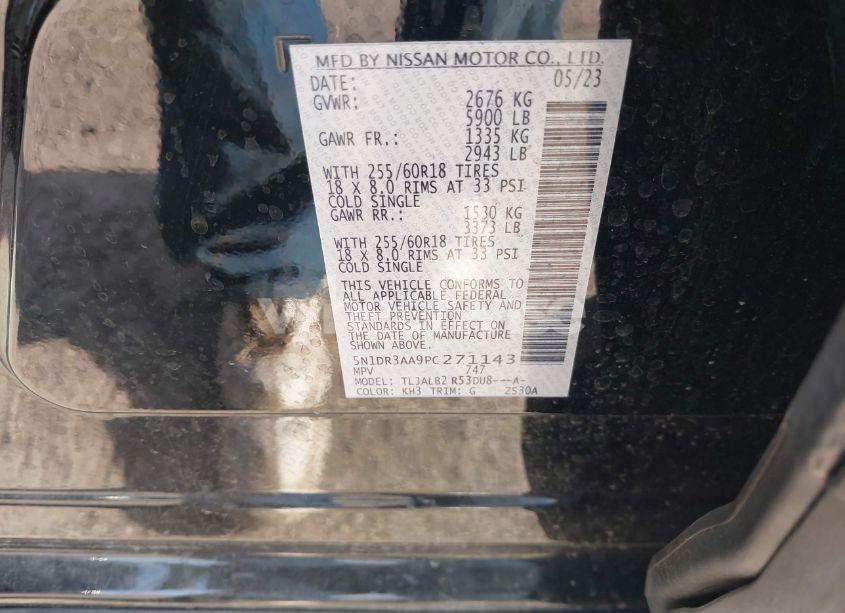 MFD BY NISSAN MOTOR CO., LTD.
DATE: 05/23
GVWR: 2676 KG
5900 LB
GAWR FR.: 1335 KG
2943 LB
WITH 255/60R18 TIRES
18 X 8.0 RIMS AT 33 PSI
COLD SINGLE
GAWR RR.: 1530 KG
3373 LB
WITH 255/60R18 TIRES
18 X 8.0 RIMS AT 33 PSI
COLD SINGLE
THIS VEHICLE CONFORMS TO
ALL APPLICABLE FEDERAL
MOTOR VEHICLE SAFETY AND
THEFT PREVENTION
STANDARDS IN EFFECT ON
THE DATE OF MANUFACTURE
SHOWN ABOVE.
5N1DR3AA9PC271143
MPV 747
MODEL: TLJALB2 R53DU8---A-
COLOR: KH3 TRIM: G ZS30A